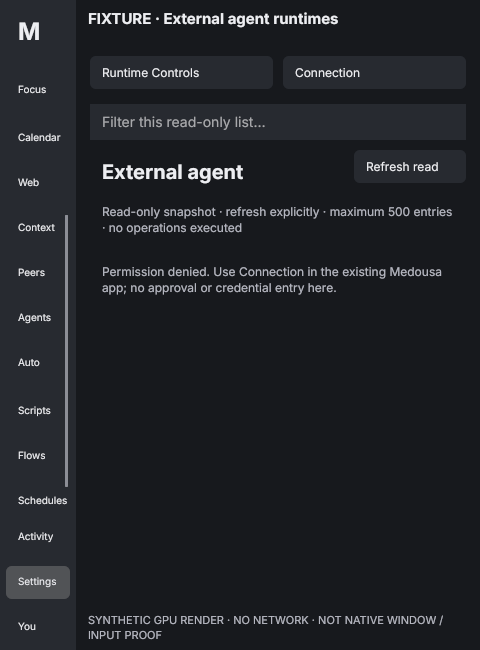 M
Focus
Calendar
Web
Context
Peers
Agents
Auto
Scripts
Flows
Schedules
Activity
Settings
You
FIXTURE · External agent runtimes
Runtime Controls
Connection
Filter this read-only list...
External agent
Refresh read
Read-only snapshot · refresh explicitly · maximum 500 entries
· no operations executed
Permission denied. Use Connection in the existing Medousa
app; no approval or credential entry here.
SYNTHETIC GPU RENDER · NO NETWORK · NOT NATIVE WINDOW /
INPUT PROOF